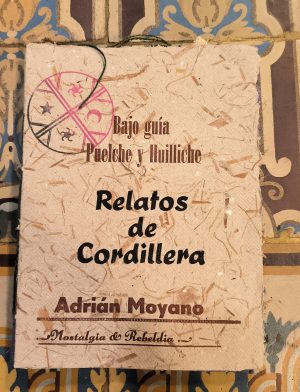 Bajo guía
Puelche y Huilliche
Relatos
de
Cordillera
Adrián Moyano
Nostalgia & Rebeldía